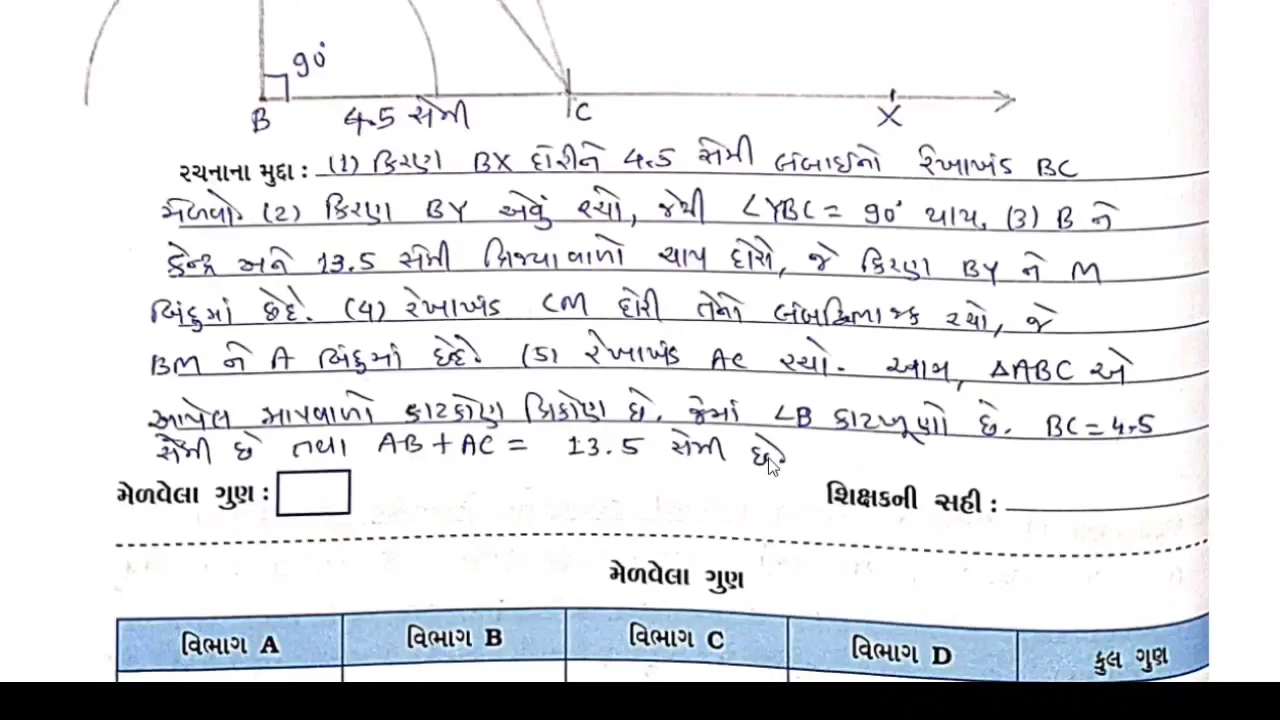 90°
B 4.5 સેમી C X
રચનાના મુદ્દા : (1) કિરણ BX દોરીને 4.5 સેમી લંબાઈનો રેખાખંડ BC
મેળવો. (2) કિરણ BY એવું રચો, જેથી ∠YBC = 90° થાય. (3) B ને
કેન્દ્ર અને 13.5 સેમી ત્રિજ્યાવાળો ચાપ દોરો, જે કિરણ BY ને M
બિંદુમાં છેદે. (4) રેખાખંડ CM દોરી તેનો લંબદ્વિભાજક રચો, જે
BM ને A બિંદુમાં છેદે. (5) રેખાખંડ AC રચો. આમ, △ABC એ
આપેલ માપવાળો કાટકોણ ત્રિકોણ છે. જેમાં ∠B કાટખૂણો છે. BC = 4.5
સેમી છે તથા AB + AC = 13.5 સેમી છે
મેળવેલા ગુણ : શિક્ષકની સહી :
મેળવેલા ગુણ
વિભાગ A વિભાગ B વિભાગ C વિભાગ D કુલ ગુણ